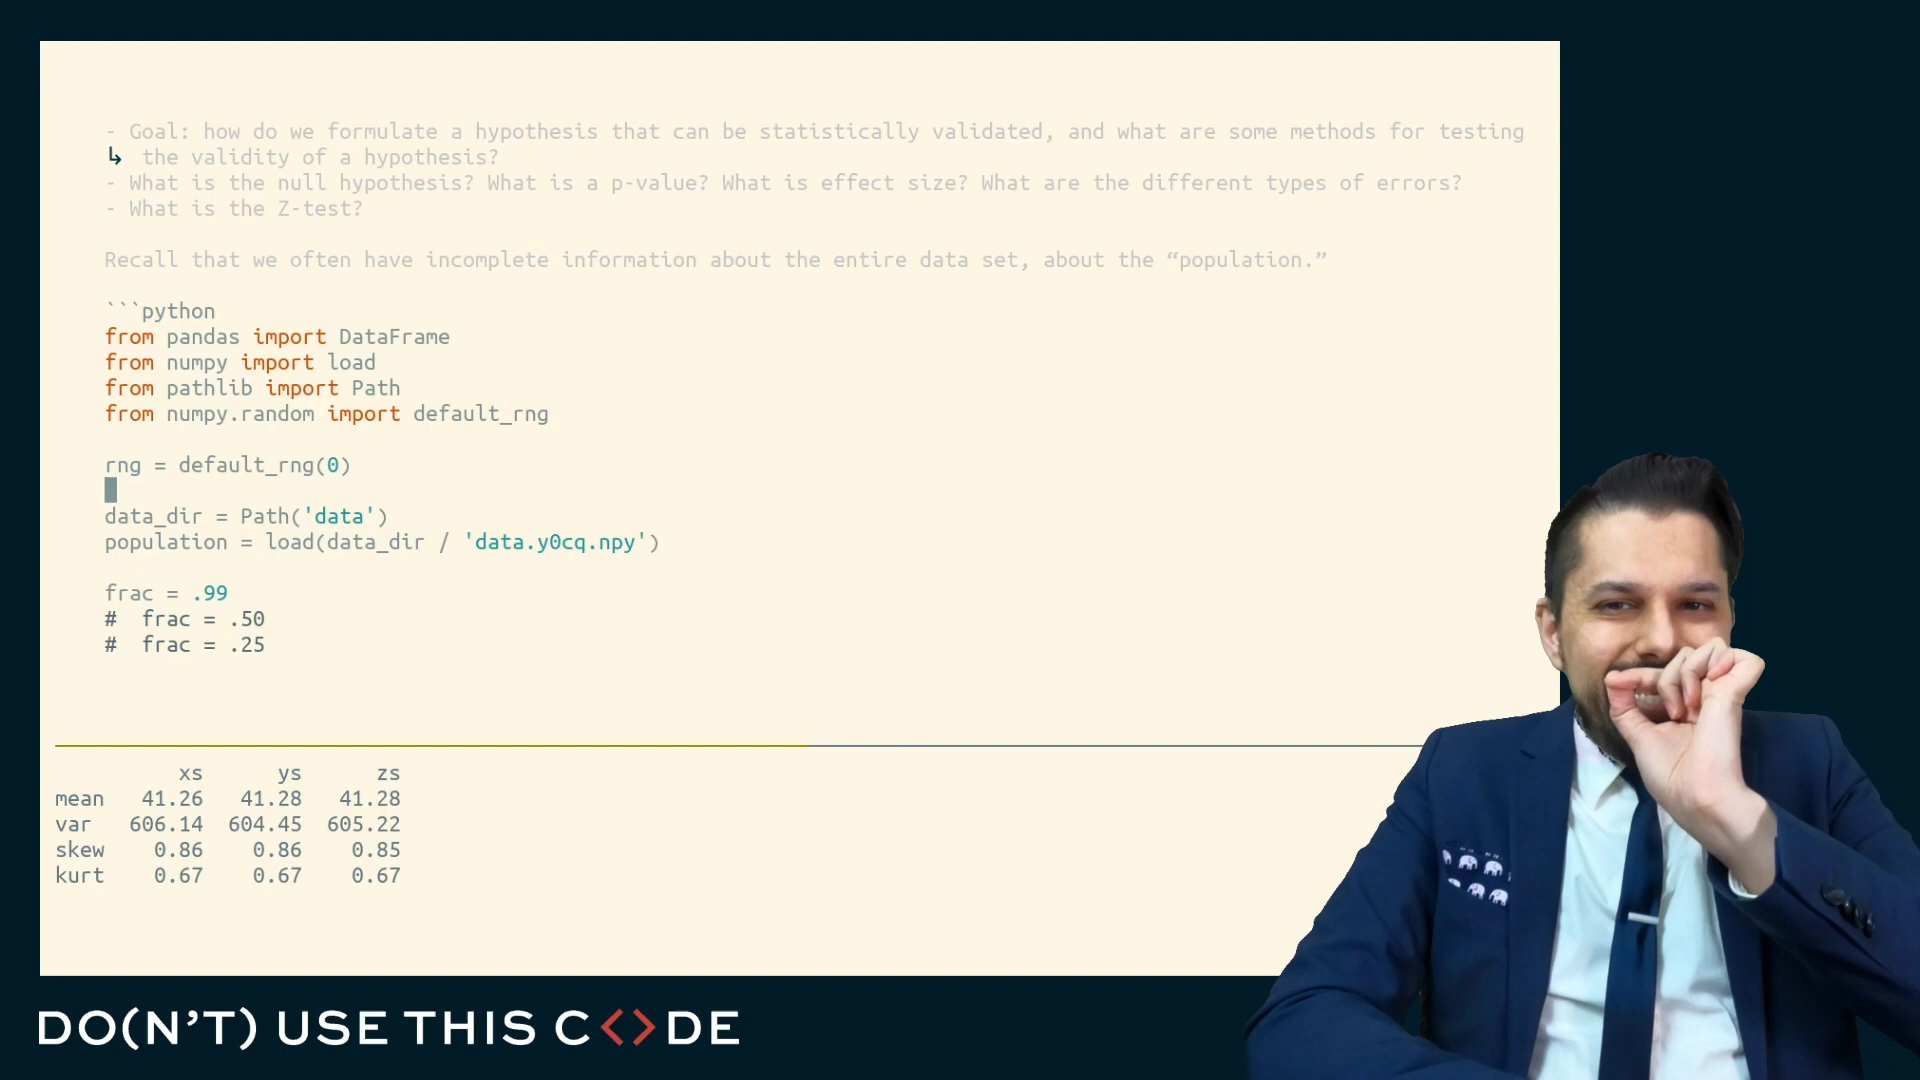 - Goal: how do we formulate a hypothesis that can be statistically validated, and what are some methods for testing
↳ the validity of a hypothesis?
- What is the null hypothesis? What is a p-value? What is effect size? What are the different types of errors?
- What is the Z-test?
Recall that we often have incomplete information about the entire data set, about the “population.”
```python
from pandas import DataFrame
from numpy import load
from pathlib import Path
from numpy.random import default_rng
rng = default_rng(0)
data_dir = Path('data')
population = load(data_dir / 'data.y0cq.npy')
frac = .99
#  frac = .50
#  frac = .25
xs ys zs
mean 41.26 41.28 41.28
var 606.14 604.45 605.22
skew 0.86 0.86 0.85
kurt 0.67 0.67 0.67
DO(N’T) USE THIS C<>DE